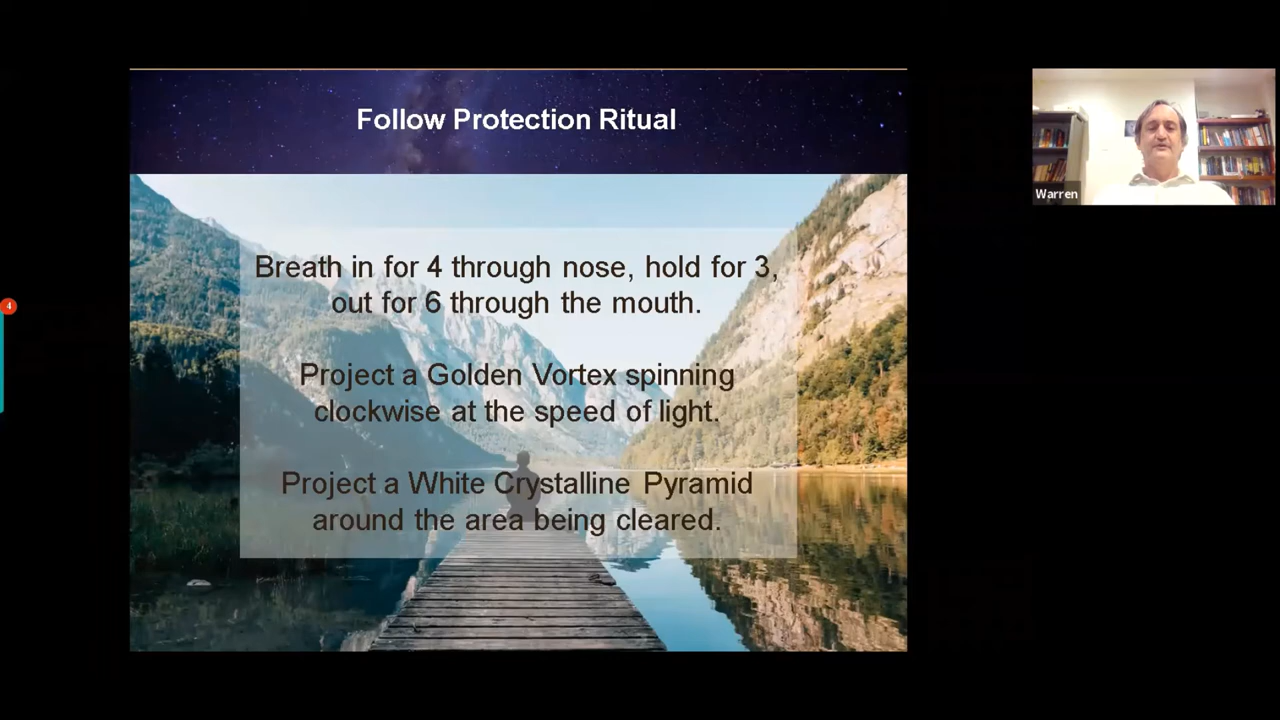 Follow Protection Ritual
Breath in for 4 through nose, hold for 3,
out for 6 through the mouth.
Project a Golden Vortex spinning
clockwise at the speed of light.
Project a White Crystalline Pyramid
around the area being cleared.
Warren
4